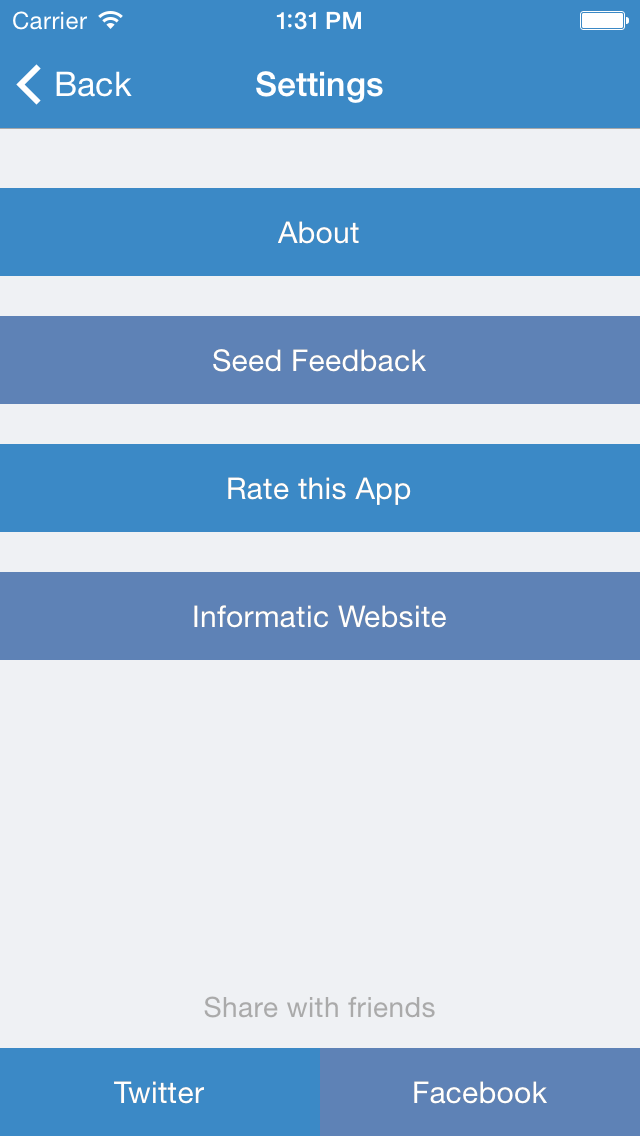 Carrier 1:31 PM
Back Settings
About
Seed Feedback
Rate this App
Informatic Website
Share with friends
Twitter Facebook